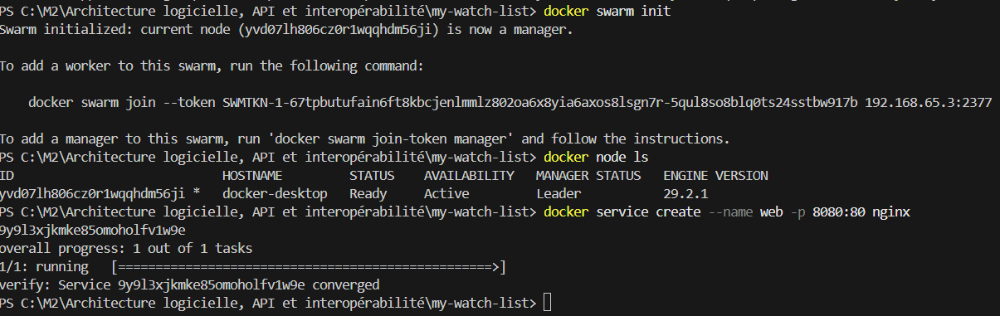 PS C:\M2\Architecture logicielle, API et interopérabilité\my-watch-list> docker swarm init
Swarm initialized: current node (yvd07lh806cz0r1wqqhdm56ji) is now a manager.
To add a worker to this swarm, run the following command:
docker swarm join --token SWMTKN-1-67tpbutufain6ft8kbcjenlmmlz802oa6x8yia6axos8lsgn7r-5qul8so8blq0ts24sstbw917b 192.168.65.3:2377
To add a manager to this swarm, run 'docker swarm join-token manager' and follow the instructions.
PS C:\M2\Architecture logicielle, API et interopérabilité\my-watch-list> docker node ls
ID HOSTNAME STATUS AVAILABILITY MANAGER STATUS ENGINE VERSION
yvd07lh806cz0r1wqqhdm56ji * docker-desktop Ready Active Leader 29.2.1
PS C:\M2\Architecture logicielle, API et interopérabilité\my-watch-list> docker service create --name web -p 8080:80 nginx
9y9l3xjkmke85omoholfv1w9e
overall progress: 1 out of 1 tasks
1/1: running [==================================================>]
verify: Service 9y9l3xjkmke85omoholfv1w9e converged
PS C:\M2\Architecture logicielle, API et interopérabilité\my-watch-list>